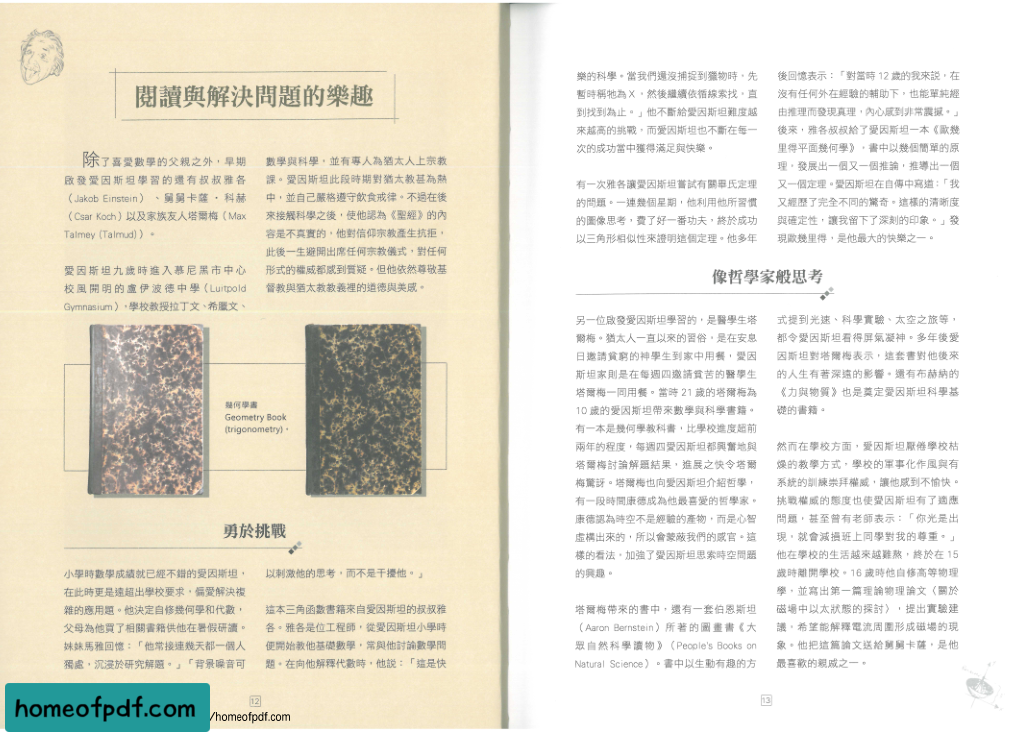 閱讀與解決問題的樂趣
除了喜愛數學的父親之外，早期
啟發愛因斯坦學習的還有叔叔雅各
（Jakob Einstein）、舅舅卡薩・科赫
（Csar Koch）以及家族友人塔爾梅（Max
Talmey (Talmud)）。
愛因斯坦九歲時進入慕尼黑市中心
校風開明的盧伊波德中學（Luitpold
Gymnasium），學校教授拉丁文、希臘文、
數學與科學，並有專人為猶太人上宗教
課。愛因斯坦此段時期對猶太教甚為熱
中，並自己嚴格遵守飲食戒律。不過在後
來接觸科學之後，使他認為《聖經》的內
容是不真實的，他對信仰宗教產生抗拒，
此後一生避開出席任何宗教儀式，對任何
形式的權威都感到質疑。但他依然尊敬基
督教與猶太教教義裡的道德與美感。
幾何學書
Geometry Book
(trigonometry)，
勇於挑戰
小學時數學成績就已經不錯的愛因斯坦，
在此時更是遠超出學校要求，偏愛解決複
雜的應用題。他決定自修幾何學和代數，
父母為他買了相關書籍供他在暑假研讀。
妹妹馬雅回憶：「他常接連幾天都一個人
獨處，沉浸於研究解題。」「背景噪音可
以刺激他的思考，而不是干擾他。」
這本三角函數書籍來自愛因斯坦的叔叔雅
各。雅各是位工程師，從愛因斯坦小學時
便開始教他基礎數學，常與他討論數學問
題。在向他解釋代數時，他說：「這是快
12
homeofpdf.com
/homeofpdf.com
樂的科學。當我們還沒捕捉到獵物時，先
暫時稱牠為X，然後繼續依循線索找，直
到找到為止。」他不斷給愛因斯坦難度越
來越高的挑戰，而愛因斯坦也不斷在每一
次的成功當中獲得滿足與快樂。
有一次雅各讓愛因斯坦嘗試有關畢氏定理
的問題。一連幾個星期，他利用他所習慣
的圖像思考，費了好一番功夫，終於成功
以三角形相似性來證明這個定理。他多年
後回憶表示：「對當時12歲的我來說，在
沒有任何外在經驗的輔助下，也能單純經
由推理而發現真理，內心感到非常震撼。」
後來，雅各叔叔給了愛因斯坦一本《歐幾
里得平面幾何學》，書中以幾個簡單的原
理，發展出一個又一個推論，推導出一個
又一個定理。愛因斯坦在自傳中寫道：「我
又經歷了完全不同的驚奇。這樣的清晰度
與確定性，讓我留下了深刻的印象。」發
現歐幾里得，是他最大的快樂之一。
像哲學家般思考
另一位啟發愛因斯坦學習的，是醫學生塔
爾梅。猶太人一直以來的習俗，是在安息
日邀請貧窮的神學生到家中用餐，愛因
斯坦家則是在每週四邀請貧苦的醫學生
塔爾梅一同用餐。當時21歲的塔爾梅為
10歲的愛因斯坦帶來數學與科學書籍。
有一本是幾何學教科書，比學校進度超前
兩年的程度，每週四愛因斯坦都興奮地與
塔爾梅討論解題結果，進展之快令塔爾
梅驚訝。塔爾梅也向愛因斯坦介紹哲學，
有一段時間康德成為他最喜愛的哲學家。
康德認為時空不是經驗的產物，而是心智
虛構出來的，所以會蒙蔽我們的感官。這
樣的看法，加強了愛因斯坦思索時空問題
的興趣。
塔爾梅帶來的書中，還有一套伯恩斯坦
（Aaron Bernstein）所著的圖畫書《大
眾自然科學讀物》（People's Books on
Natural Science）。書中以生動有趣的方
式提到光速、科學實驗、太空之旅等，
都令愛因斯坦看得屏氣凝神。多年後愛
因斯坦對塔爾梅表示，這套書對他後來
的人生有著深遠的影響。還有布赫納的
《力與物質》也是奠定愛因斯坦科學基
礎的書籍。
然而在學校方面，愛因斯坦厭倦學校枯
燥的教學方式，學校的軍事化作風與有
系統的訓練崇拜權威，讓他感到不愉快。
挑戰權威的態度也使愛因斯坦有了適應
問題，甚至曾有老師表示：「你光是出
現，就會減損班上同學對我的尊重。」
他在學校的生活越來越難熬，終於在15
歲時離開學校。16歲時他自修高等物理
學，並寫出第一篇理論物理論文〈關於
磁場中以太狀態的探討〉，提出實驗建
議，希望能解釋電流周圍形成磁場的現
象。他把這篇論文送給舅舅卡薩，是他
最喜歡的親戚之一。
13